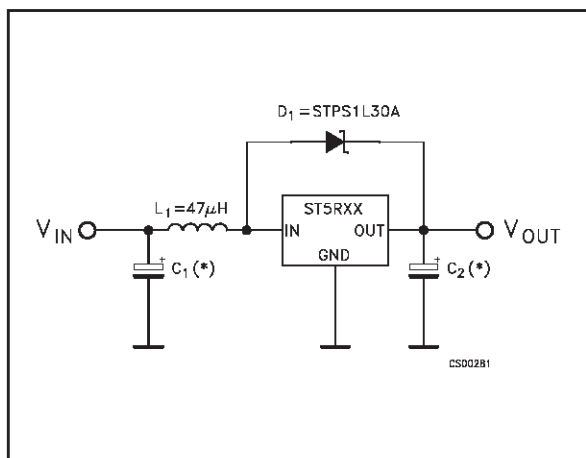 D1=STPS1L30A
L1=47µH
ST5RXX
VIN
IN
OUT
VOUT
GND
+
C1(*)
+
C2(*)
CS00281